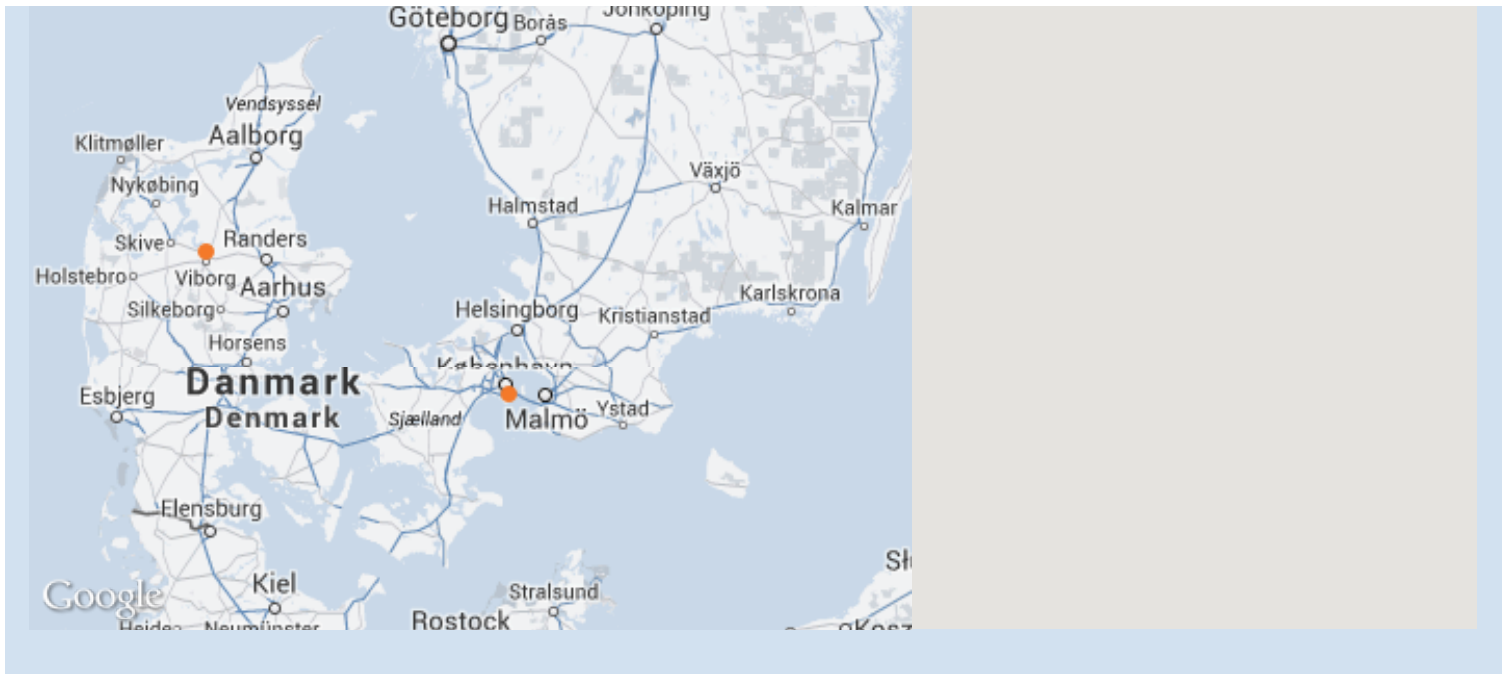 Göteborg
Borås
Jönköping
Vendsyssel
Aalborg
Klitmøller
Nykøbing
Växjö
Halmstad
Kalmar
Skive
Randers
Holstebro
Viborg
Aarhus
Silkeborg
Karlskrona
Helsingborg
Kristianstad
Horsens
København
Danmark
Denmark
Esbjerg
Sjælland
Malmö
Ystad
Flensburg
Kiel
Google
Stralsund
Rostock
Heide
Neumünster